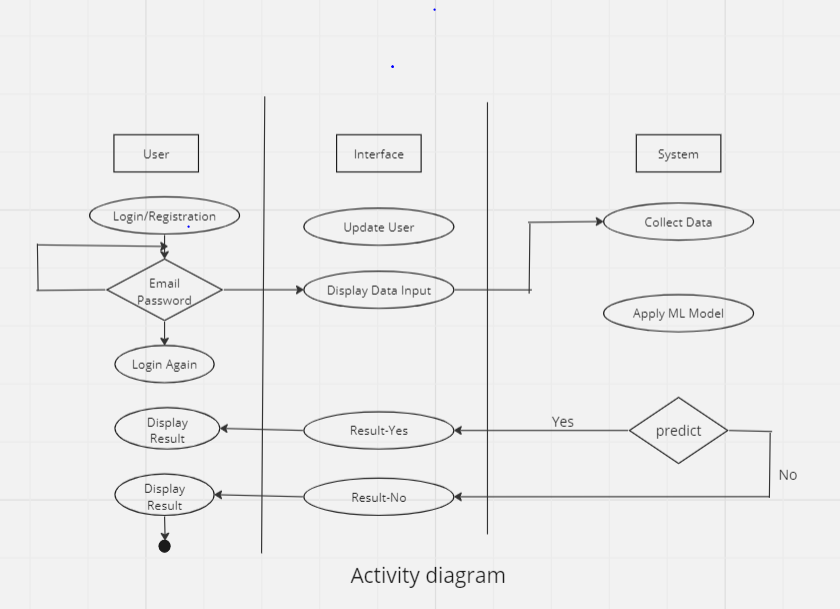 User
Interface
System
Login/Registration
Update User
Collect Data
Email
Password
Display Data Input
Apply ML Model
Login Again
Display
Result
Result-Yes
Yes
predict
No
Display
Result
Result-No
Activity diagram